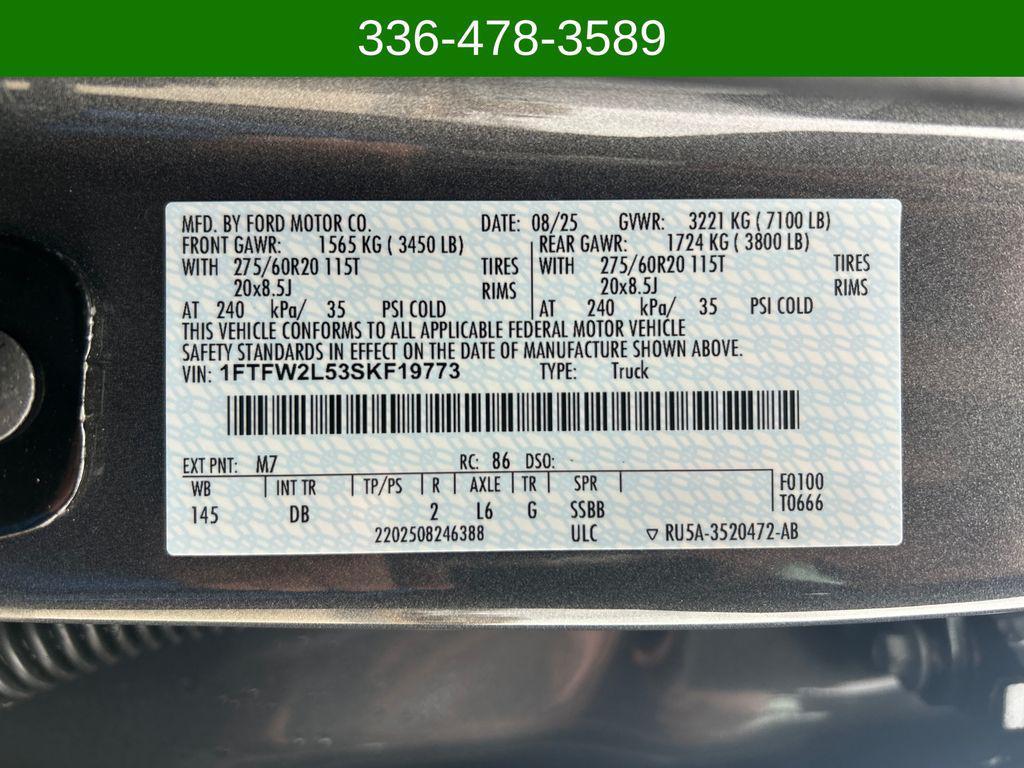 336-478-3589
MFD. BY FORD MOTOR CO. DATE: 08/25 GVWR: 3221 KG ( 7100 LB)
FRONT GAWR: 1565 KG ( 3450 LB) REAR GAWR: 1724 KG ( 3800 LB)
WITH 275/60R20 115T TIRES WITH 275/60R20 115T TIRES
20x8.5J RIMS 20x8.5J RIMS
AT 240 kPa/ 35 PSI COLD AT 240 kPa/ 35 PSI COLD
THIS VEHICLE CONFORMS TO ALL APPLICABLE FEDERAL MOTOR VEHICLE
SAFETY STANDARDS IN EFFECT ON THE DATE OF MANUFACTURE SHOWN ABOVE.
VIN: 1FTFW2L53SKF19773 TYPE: Truck
EXT PNT: M7 RC: 86 DSO:
WB INT TR TP/PS R AXLE TR SPR F0100
145 DB 2 L6 G SSBB T0666
2202508246388 ULC ▽ RU5A-3520472-AB